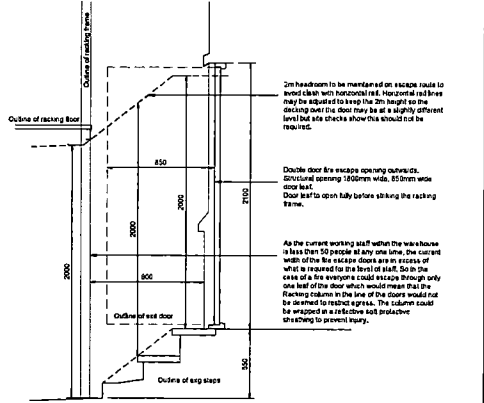 Outline of racking frame
2m headroom to be maintained on escape route to
avoid clash with horizontal rail. Horizontal rad lines
may be adjusted to keep the 2m height so the
decking over the door may be at a slightly different
level but site checks show this should not be
required.
Outline of racking floor
850
Double door fire escape opening outwards.
Structural opening 1800mm wide, 850mm wide
door leaf.
Door leaf to open fully before striking the racking
frame.
2100
2000
2000
2000
As the current working staff within the warehouse
is less than 50 people at any one time, the current
width of the fire escape doors are in excess of
what is required for the level of staff. So in the
case of a fire everyone could escape through only
one leaf of the door which would mean that the
Racking column in the line of the doors would not
be deemed to restrict egress. The column could
be wrapped in a reflective soft protective
sheathing to prevent injury.
800
Outline of exit door
550
Outline of exg steps